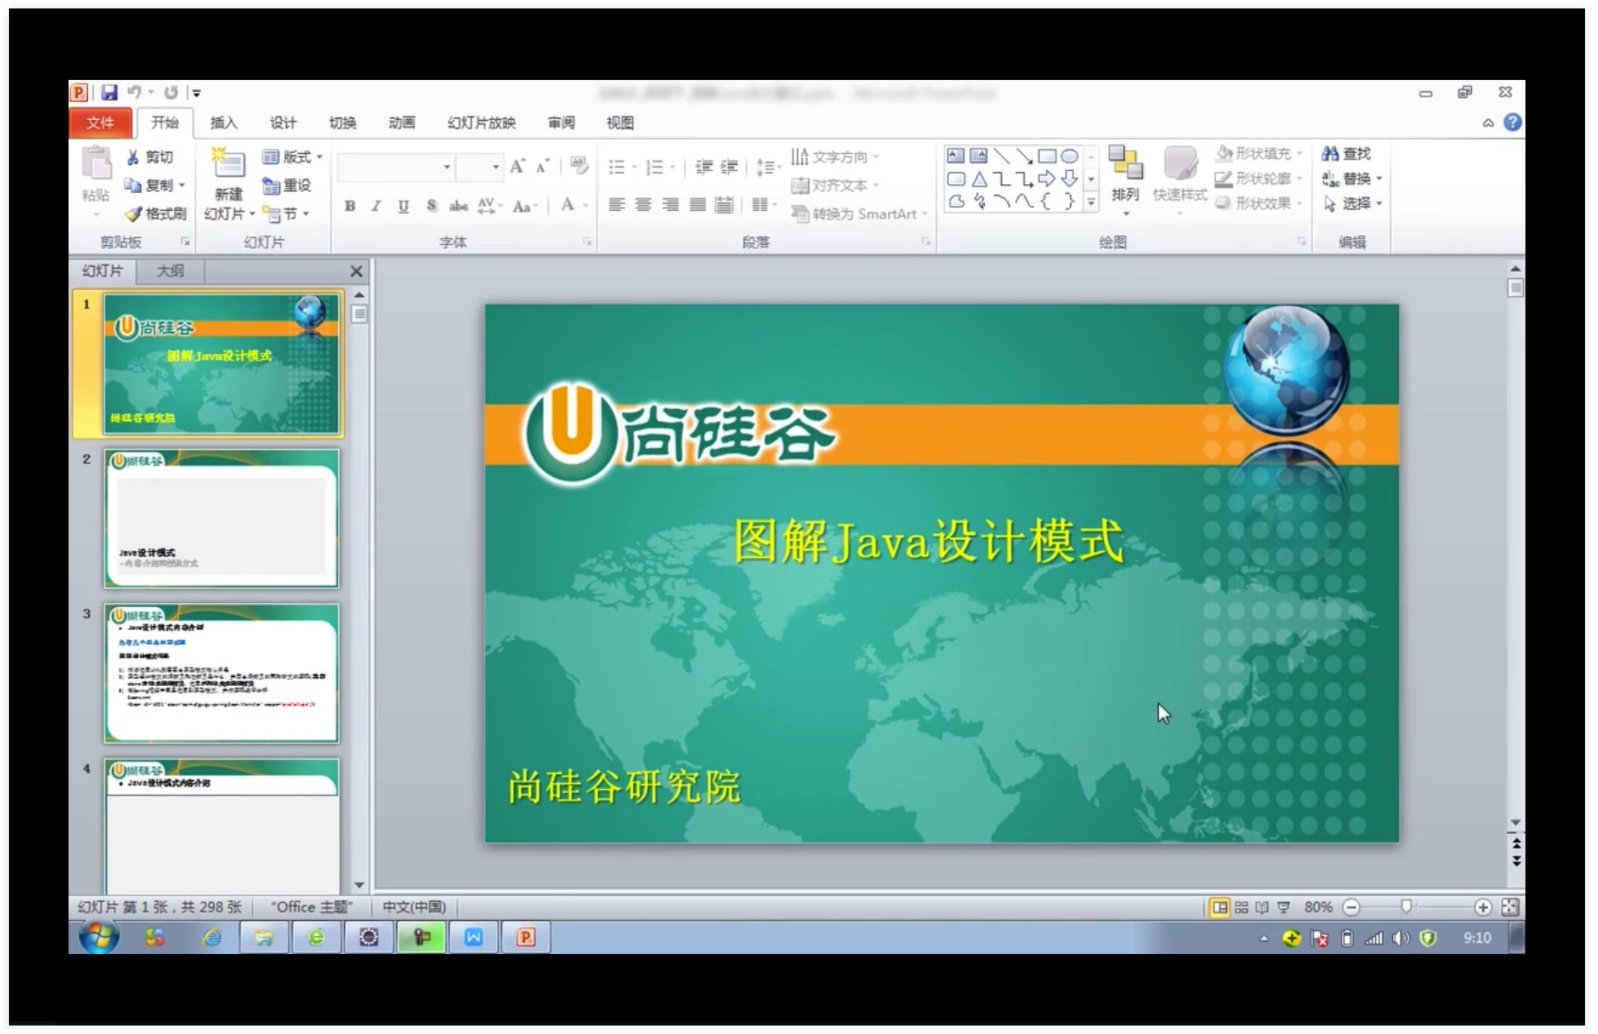 文件 开始 插入 设计 切换 动画 幻灯片放映 审阅 视图
粘贴 剪切 复制 格式刷
新建 幻灯片 版式 重设 节
B I U S abc AV Aa A
文字方向
对齐文本
转换为 SmartArt
排列 快速样式 形状填充 形状轮廓 形状效果
查找
替换
选择
剪贴板 幻灯片 字体 段落 绘图 编辑
幻灯片 大纲
1
尚硅谷
图解 Java设计模式
尚硅谷研究院
2
尚硅谷
Java设计模式
3
尚硅谷
Java设计模式内容介绍
4
尚硅谷
Java设计模式内容介绍
尚硅谷
图解Java设计模式
尚硅谷研究院
幻灯片 第 1 张，共 298 张 "Office 主题" 中文(中国) 80%
9:10